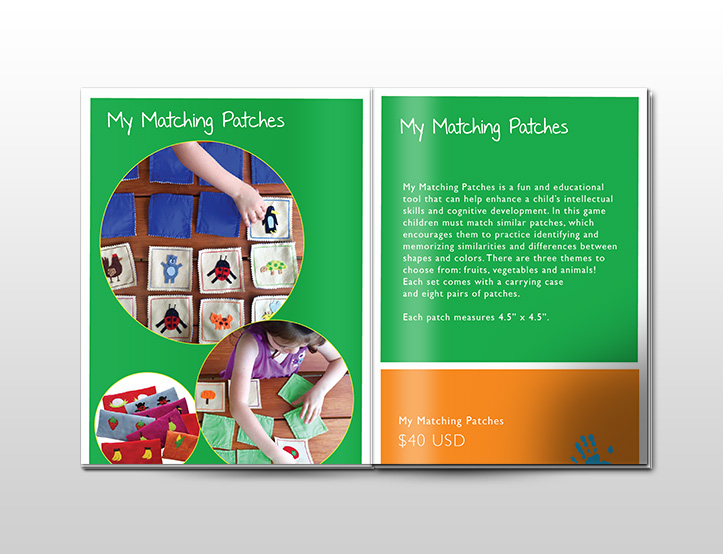 My Matching Patches
My Matching Patches
My Matching Patches is a fun and educational
tool that can help enhance a child's intellectual
skills and cognitive development. In this game
children must match similar patches, which
encourages them to practice identifying and
memorizing similarities and differences between
shapes and colors. There are three themes to
choose from: fruits, vegetables and animals!
Each set comes with a carrying case
and eight pairs of patches.
Each patch measures 4.5" x 4.5".
My Matching Patches
$40 USD